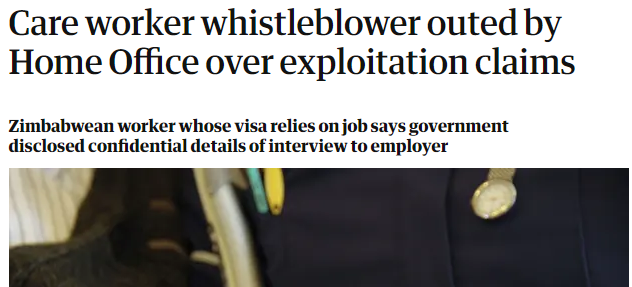 Care worker whistleblower outed by
Home Office over exploitation claims
Zimbabwean worker whose visa relies on job says government
disclosed confidential details of interview to employer